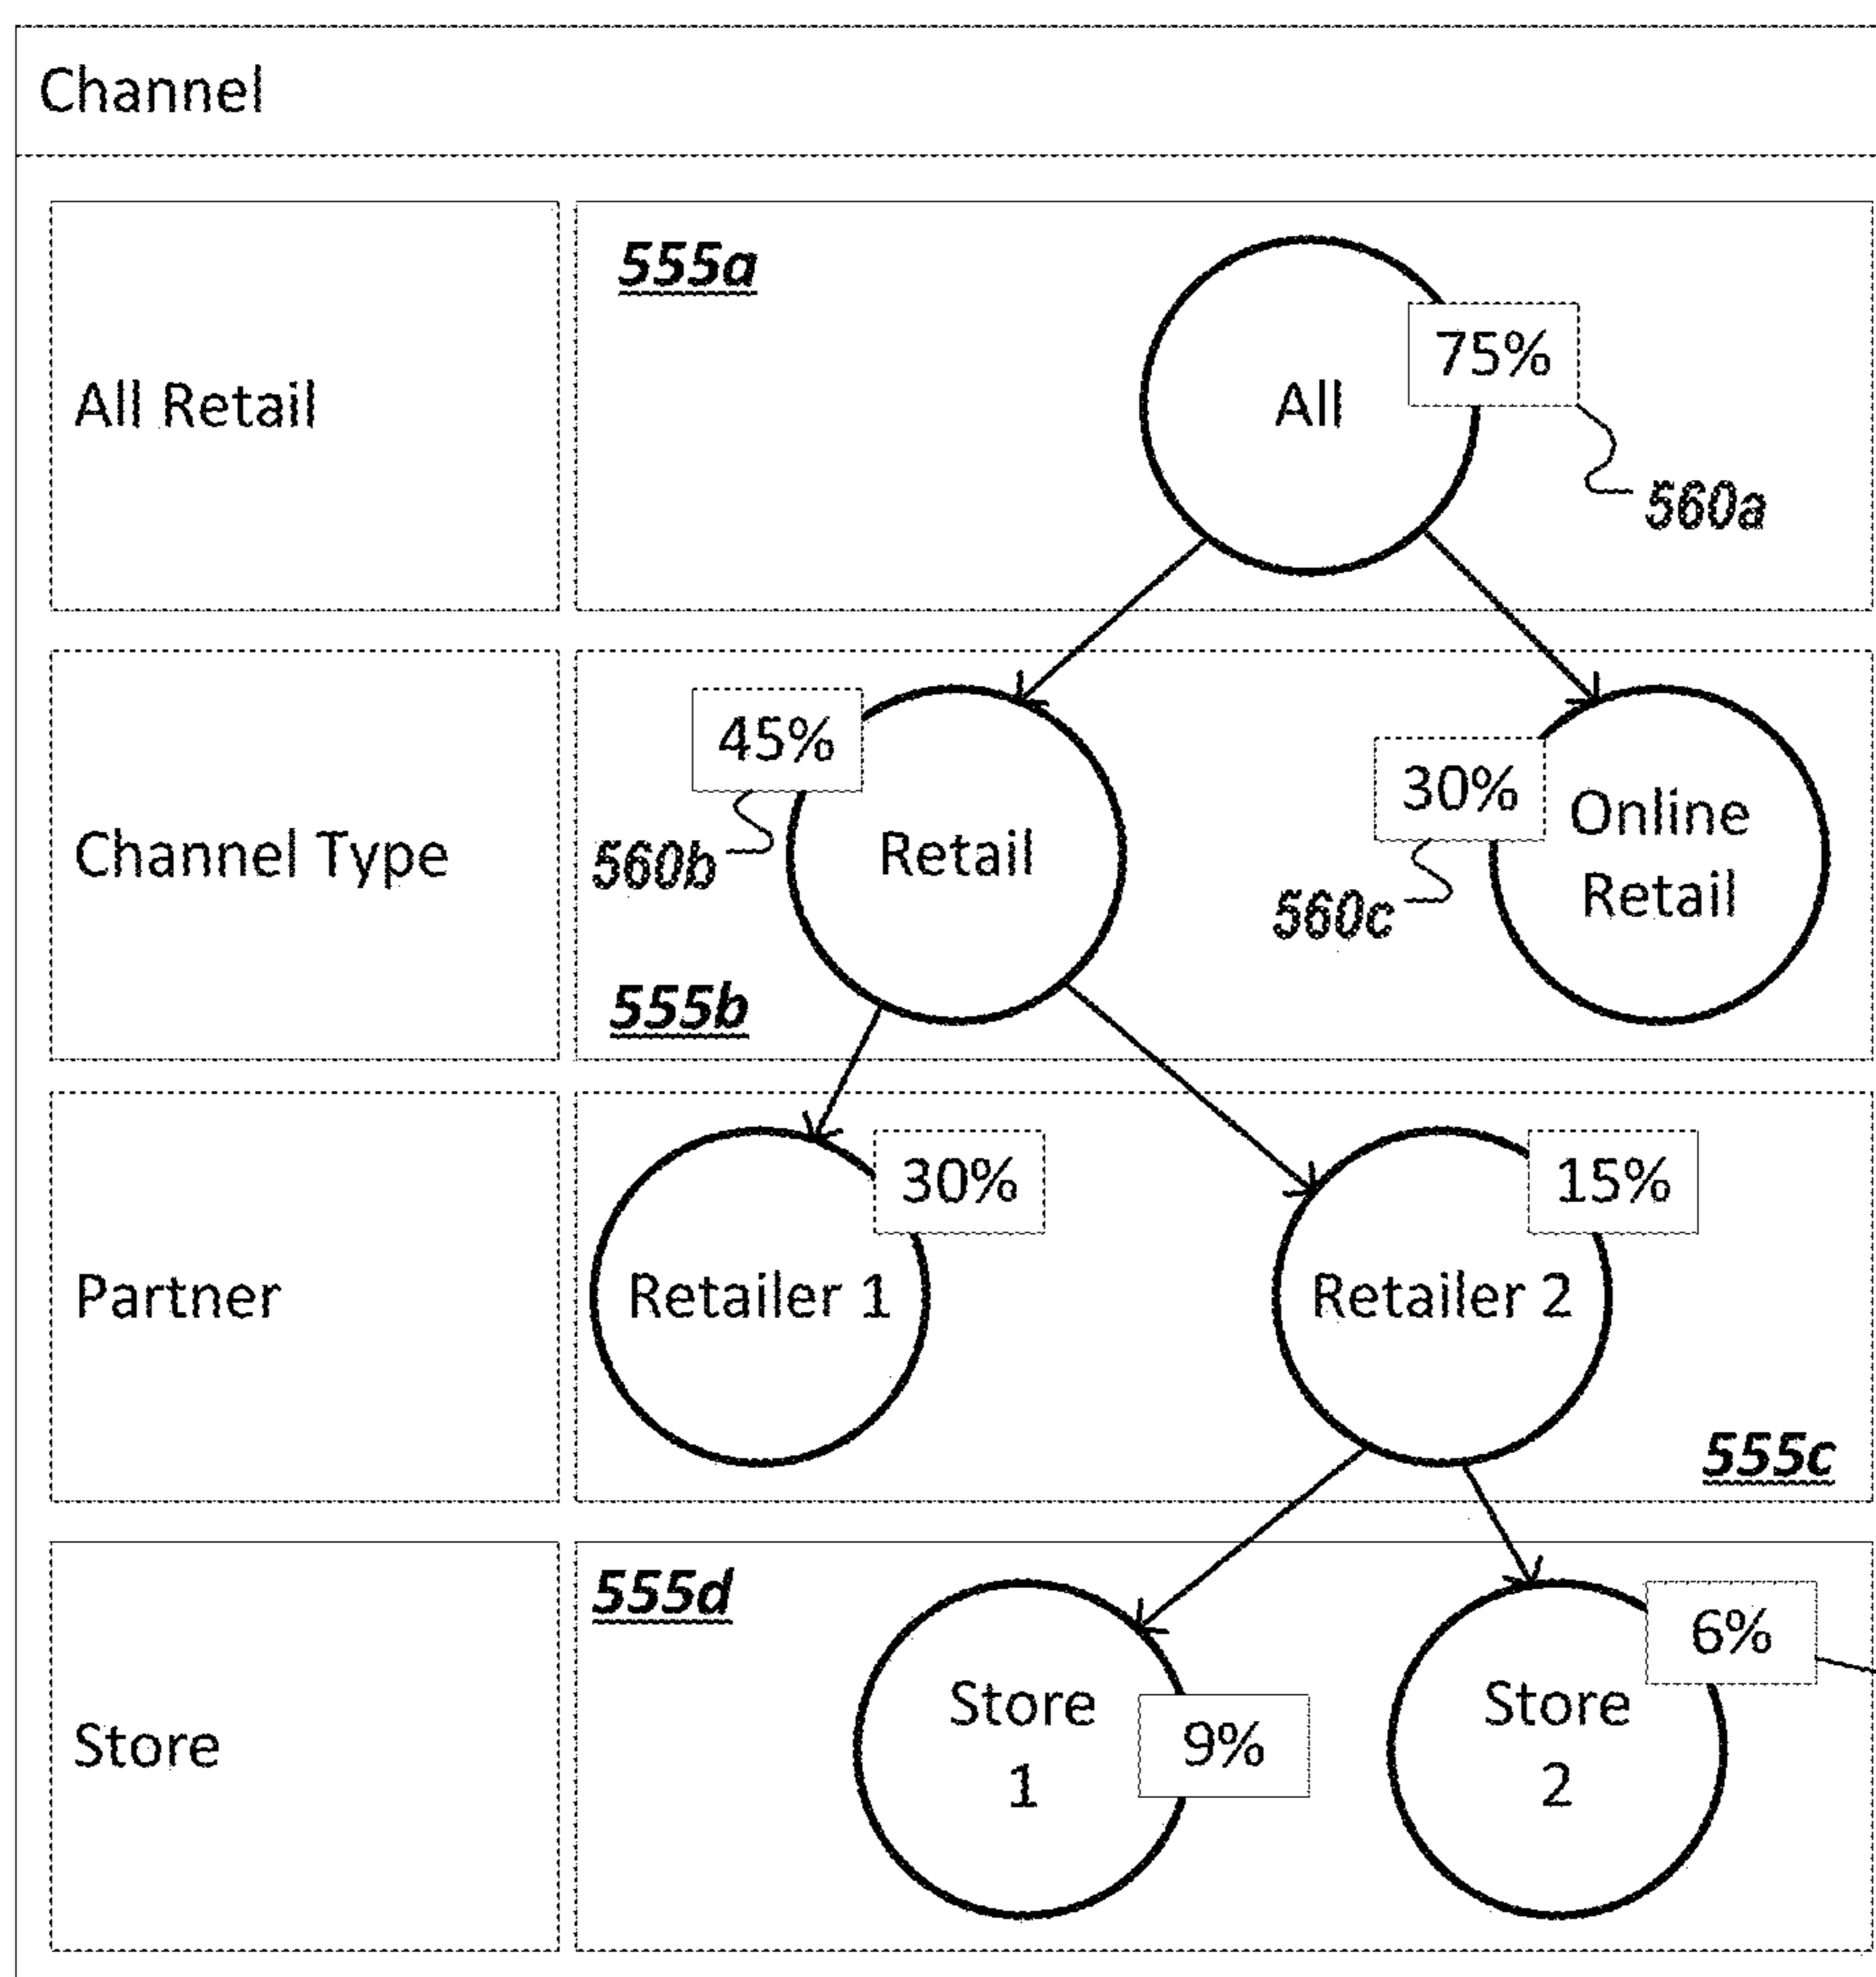 Channel
555a
75%
All Retail
All
560a
45%
30%
Online
Channel Type
560b
Retail
Retail
560c
555b
30%
15%
Partner
Retailer 1
Retailer 2
555c
555d
6%
Store
Store
Store
9%
1
2